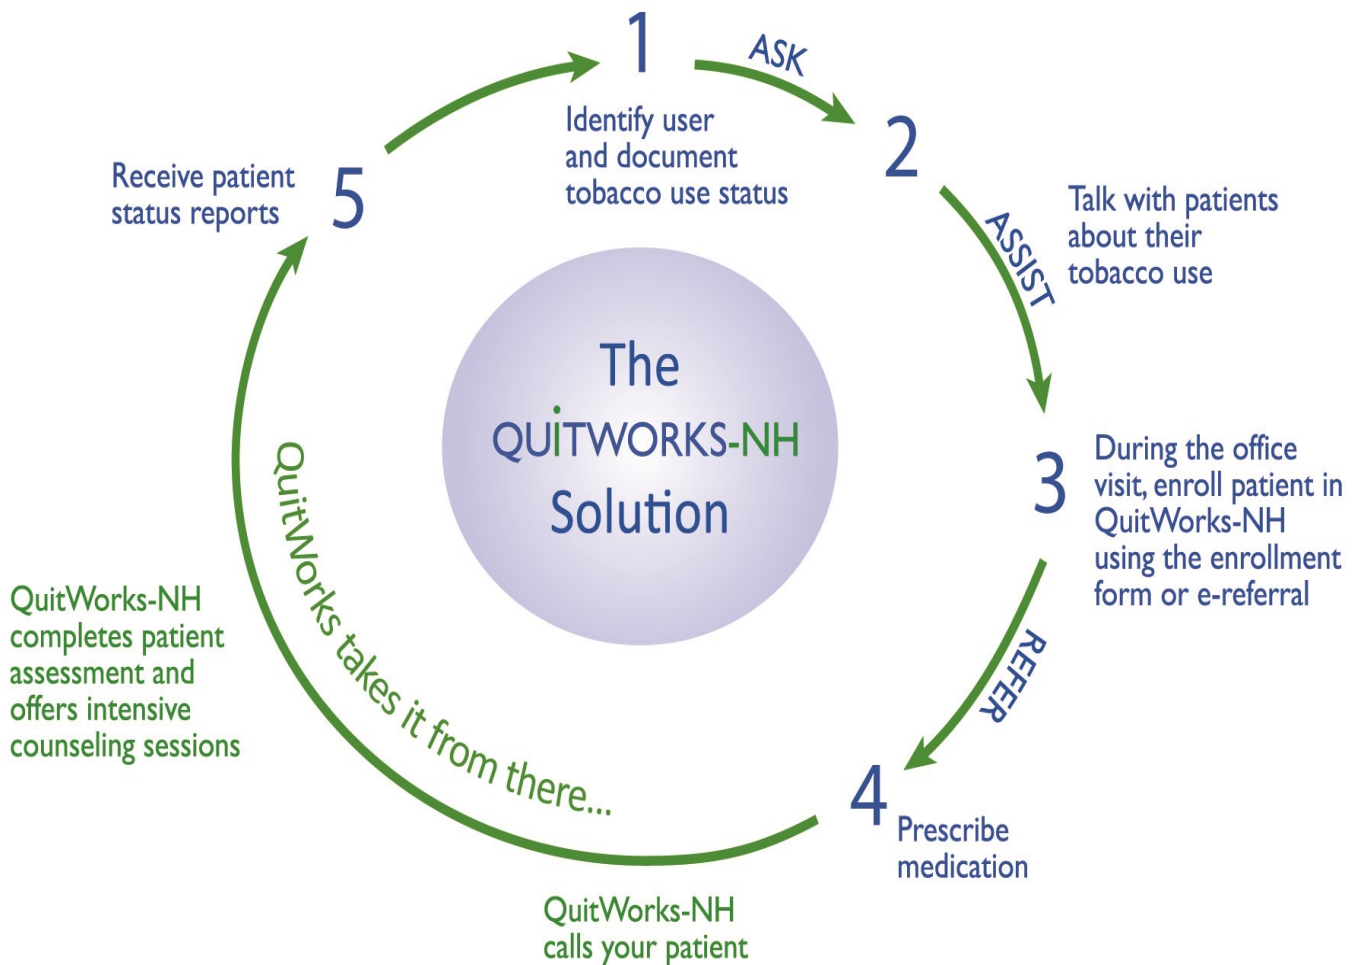 1
ASK
Identify user
and document
tobacco use status
2
Talk with patients
about their
tobacco use
ASSIST
3
During the office
visit, enroll patient in
QuitWorks-NH
using the enrollment
form or e-referral
REFER
4
Prescribe
medication
QuitWorks takes it from there...
QuitWorks-NH
calls your patient
QuitWorks-NH
completes patient
assessment and
offers intensive
counseling sessions
5
Receive patient
status reports
The
QUiTWORKS-NH
Solution